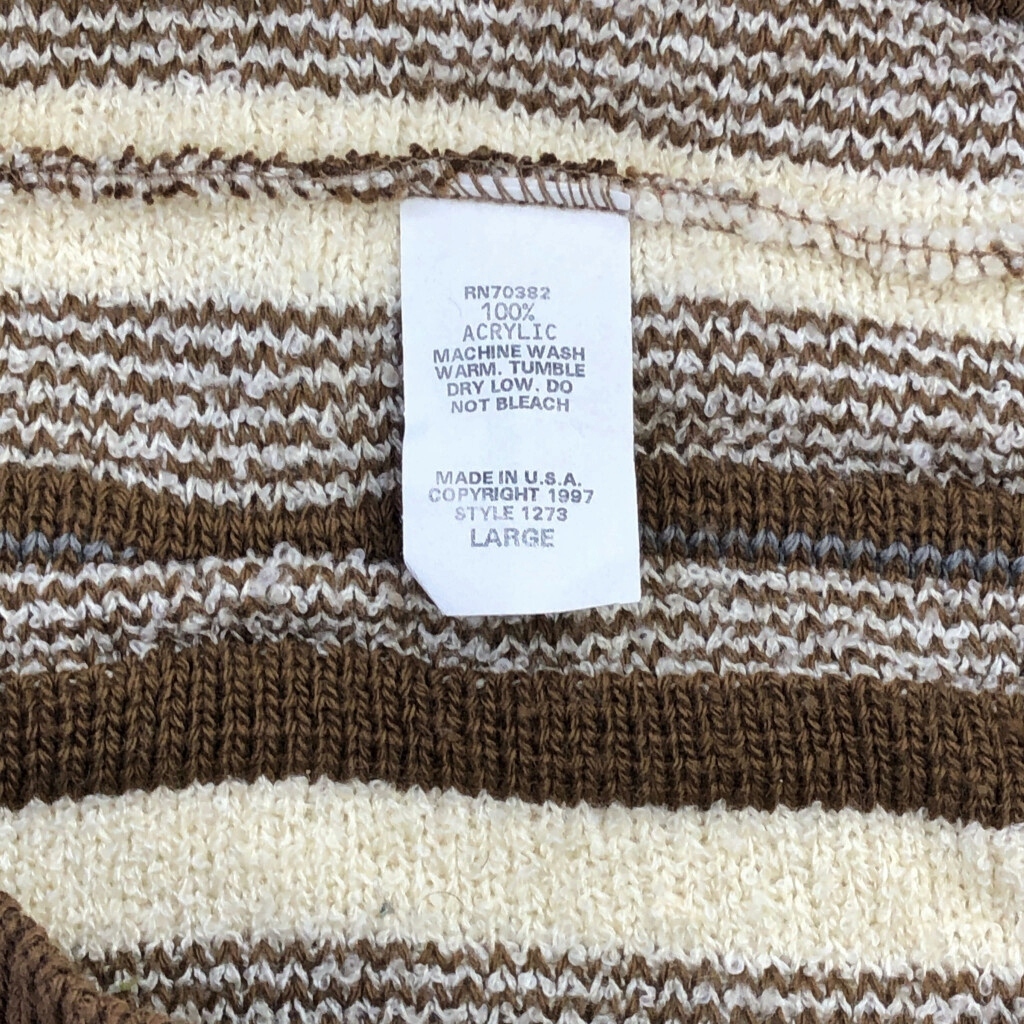 RN70382
100%
ACRYLIC
MACHINE WASH
WARM. TUMBLE
DRY LOW. DO
NOT BLEACH
MADE IN U.S.A.
COPYRIGHT 1997
STYLE 1273
LARGE